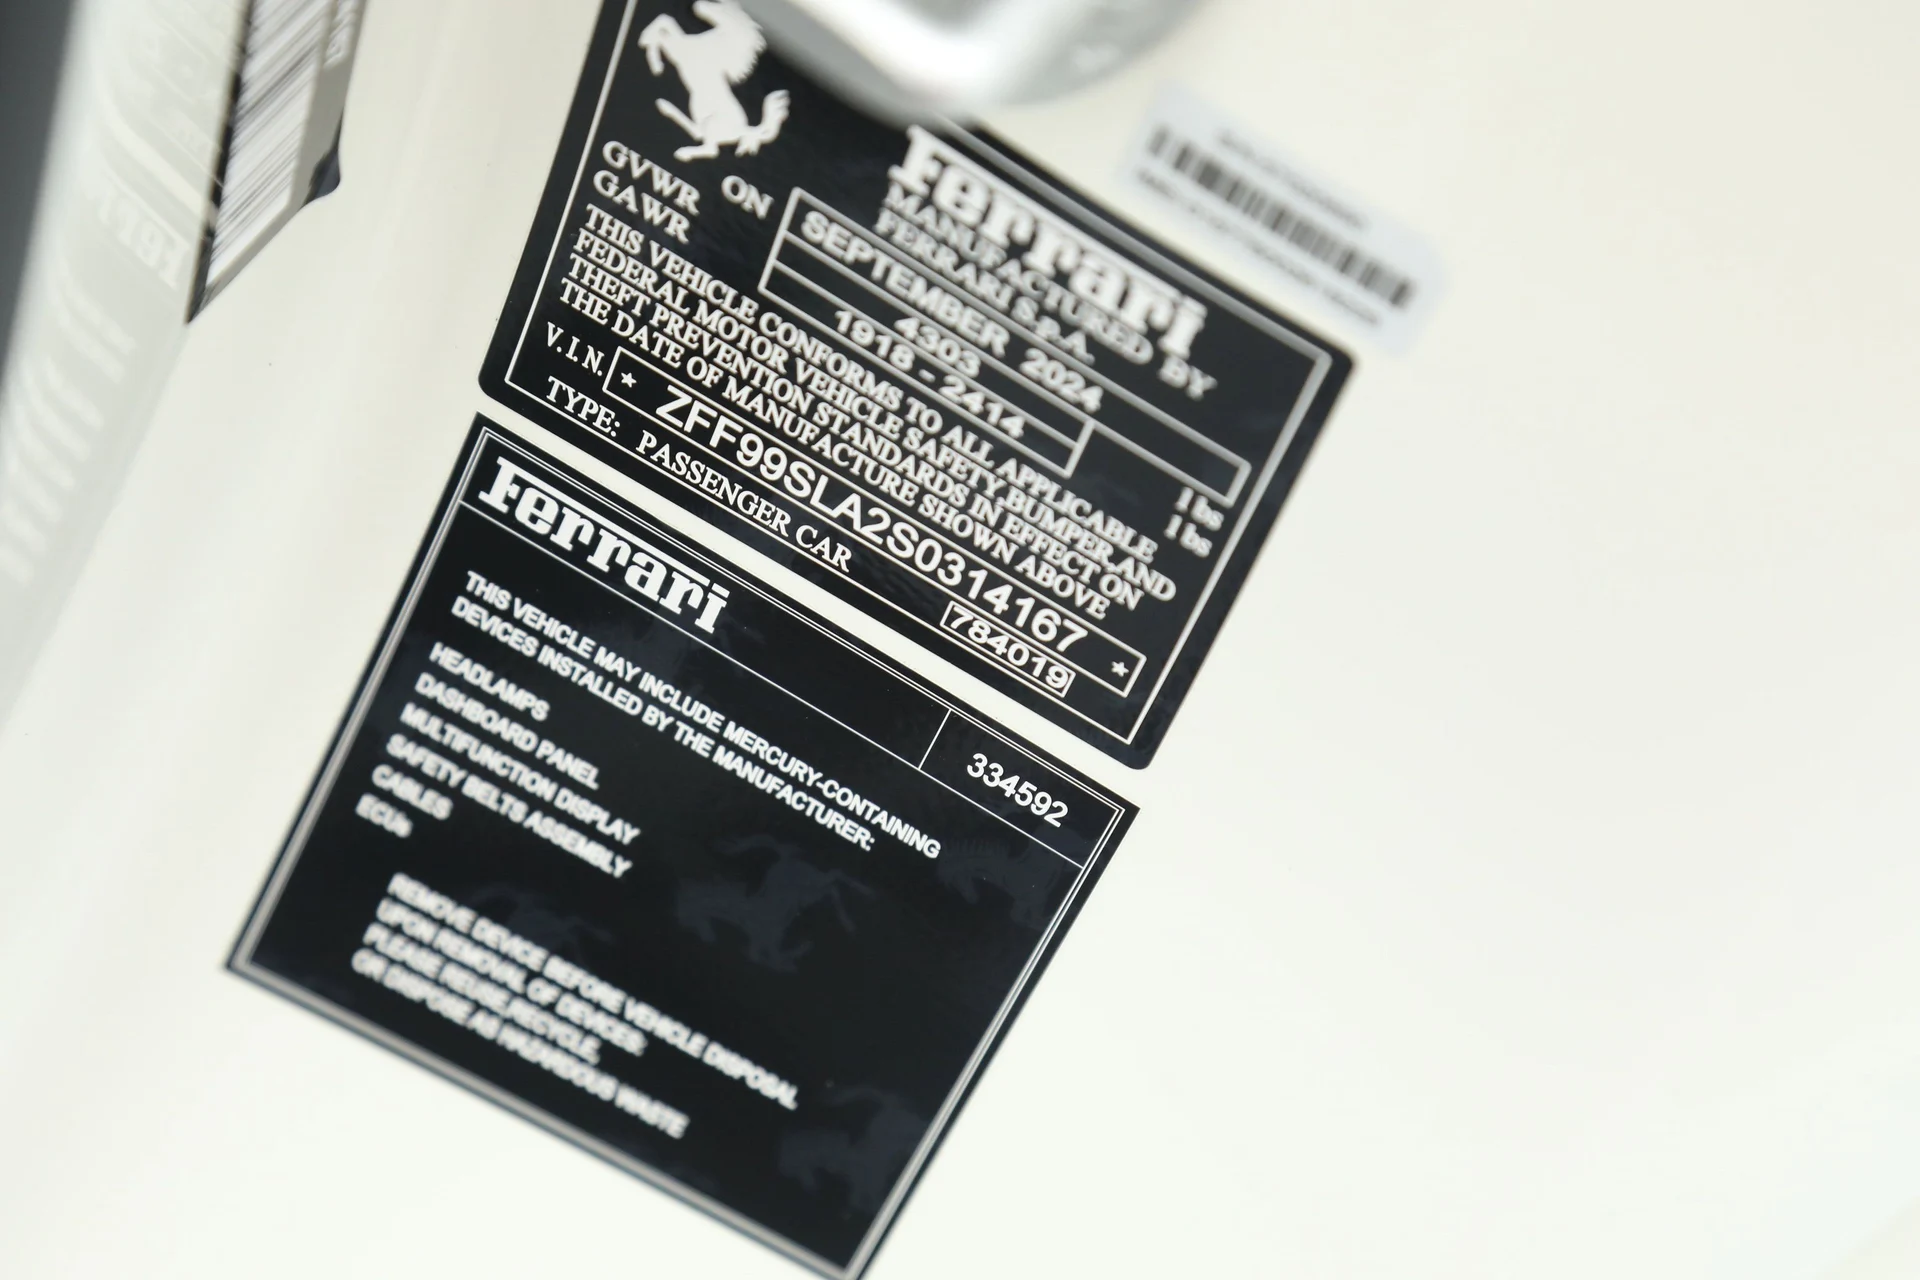 Ferrari
MANUFACTURED BY
FERRARI S.p.A.
ON SEPTEMBER 2024
GVWR 4303 lbs
GAWR 1918 - 2414 lbs
THIS VEHICLE CONFORMS TO ALL APPLICABLE
FEDERAL MOTOR VEHICLE SAFETY,BUMPER,AND
THEFT PREVENTION STANDARDS IN EFFECT ON
THE DATE OF MANUFACTURE SHOWN ABOVE
V.I.N. * ZFF99SLA2S0314167 *
TYPE: PASSENGER CAR 784019
Ferrari 334592
THIS VEHICLE MAY INCLUDE MERCURY-CONTAINING
DEVICES INSTALLED BY THE MANUFACTURER:
HEADLAMPS
DASHBOARD PANEL
MULTIFUNCTION DISPLAY
SAFETY BELTS ASSEMBLY
CABLES
ECUs
REMOVE DEVICE BEFORE VEHICLE DISPOSAL
UPON REMOVAL OF DEVICES:
PLEASE REUSE,RECYCLE,
OR DISPOSE AS HAZARDOUS WASTE